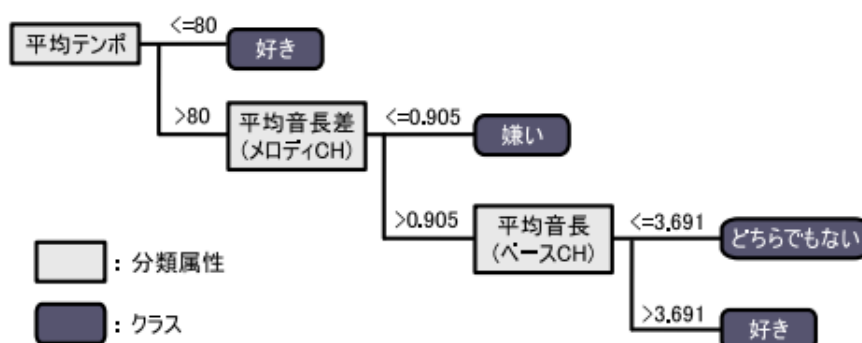 <=80
平均テンポ
好き
>80
平均音長差
(メロディCH)
<=0.905
嫌い
>0.905
平均音長
(ベースCH)
<=3.691
どちらでもない
>3.691
好き
：分類属性
：クラス